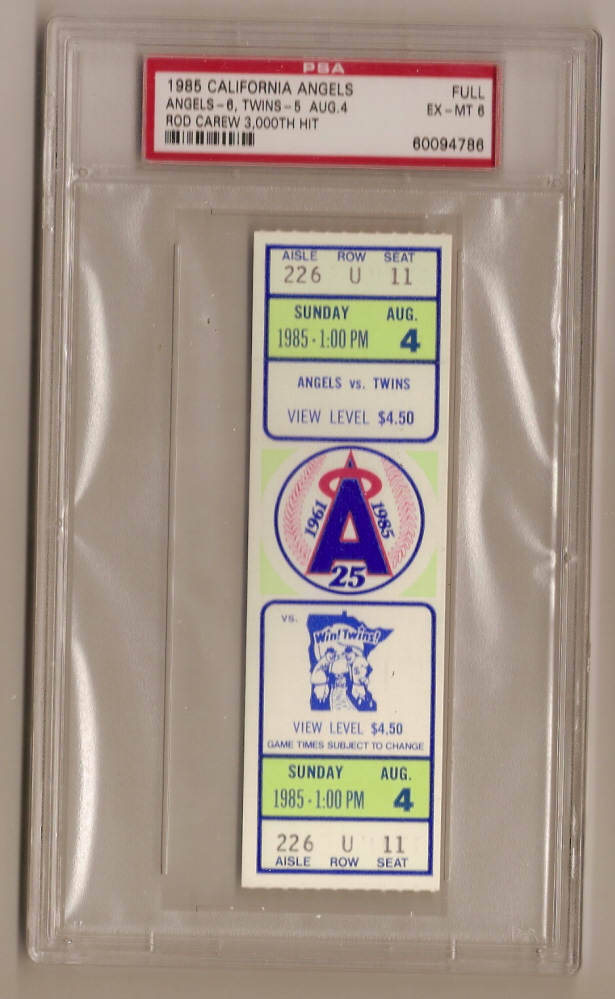 PSA
1985 CALIFORNIA ANGELS FULL
ANGELS-6, TWINS-5 AUG.4 EX-MT 6
ROD CAREW 3,000TH HIT
60094786
AISLE ROW SEAT
226 U 11
SUNDAY AUG.
1985·1:00 PM 4
ANGELS vs. TWINS
VIEW LEVEL $4.50
1961 A 1985
25
vs.
Win! Twins!
VIEW LEVEL $4.50
GAME TIMES SUBJECT TO CHANGE
SUNDAY AUG.
1985·1:00 PM 4
226 U 11
AISLE ROW SEAT